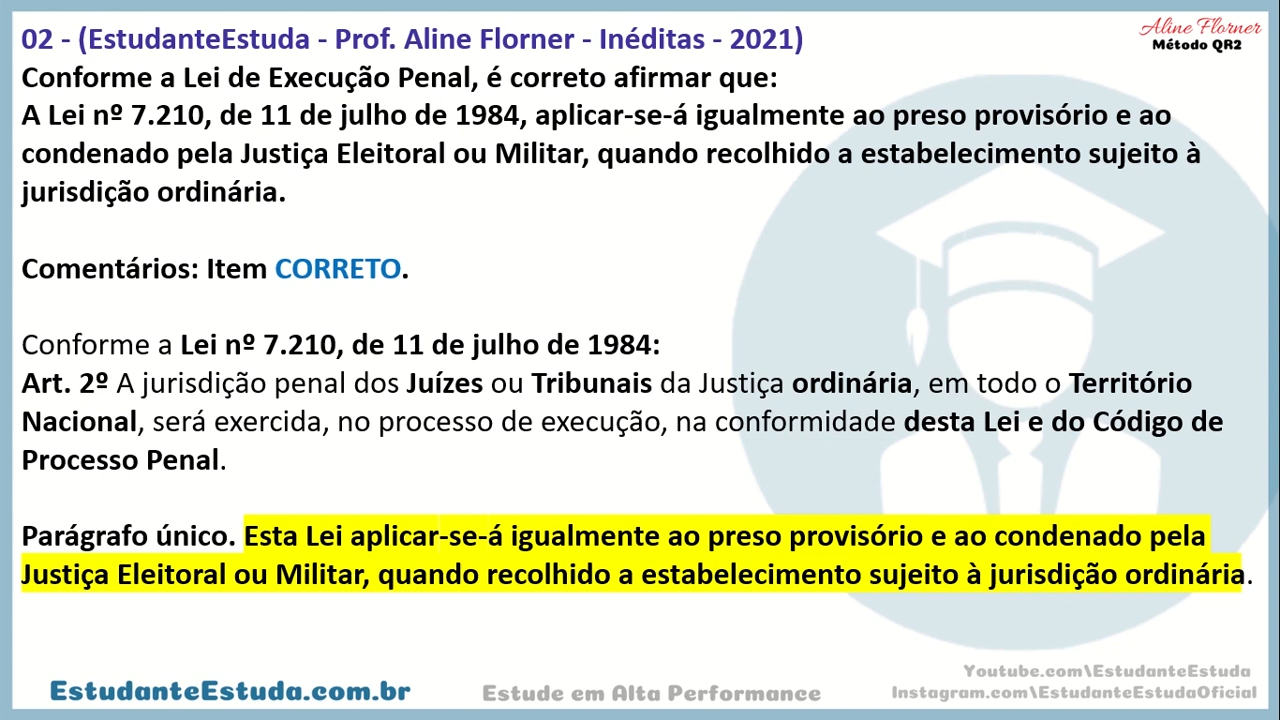 02 - (EstudanteEstuda - Prof. Aline Florner - Inéditas - 2021)
Aline Florner
Método QR2
Conforme a Lei de Execução Penal, é correto afirmar que:
A Lei nº 7.210, de 11 de julho de 1984, aplicar-se-á igualmente ao preso provisório e ao
condenado pela Justiça Eleitoral ou Militar, quando recolhido a estabelecimento sujeito à
jurisdição ordinária.
Comentários: Item CORRETO.
Conforme a Lei nº 7.210, de 11 de julho de 1984:
Art. 2º A jurisdição penal dos Juízes ou Tribunais da Justiça ordinária, em todo o Território
Nacional, será exercida, no processo de execução, na conformidade desta Lei e do Código de
Processo Penal.
Parágrafo único. Esta Lei aplicar-se-á igualmente ao preso provisório e ao condenado pela
Justiça Eleitoral ou Militar, quando recolhido a estabelecimento sujeito à jurisdição ordinária.
EstudanteEstuda.com.br
Estude em Alta Performance
Youtube.com\EstudanteEstuda
Instagram.com\EstudanteEstudaOficial